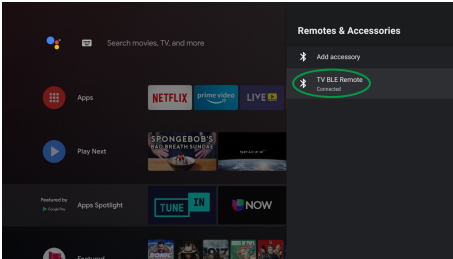 Remotes & Accessories
Search movies, TV, and more
Add accessory
TV BLE Remote
Connected
Apps
NETFLIX
prime video
LIVE
Play Next
SPONGEBOB'S
BAD BREATH SUNDAE
Featured by
Google Play
Apps Spotlight
TUNE IN
NOW
Featured
SONIC